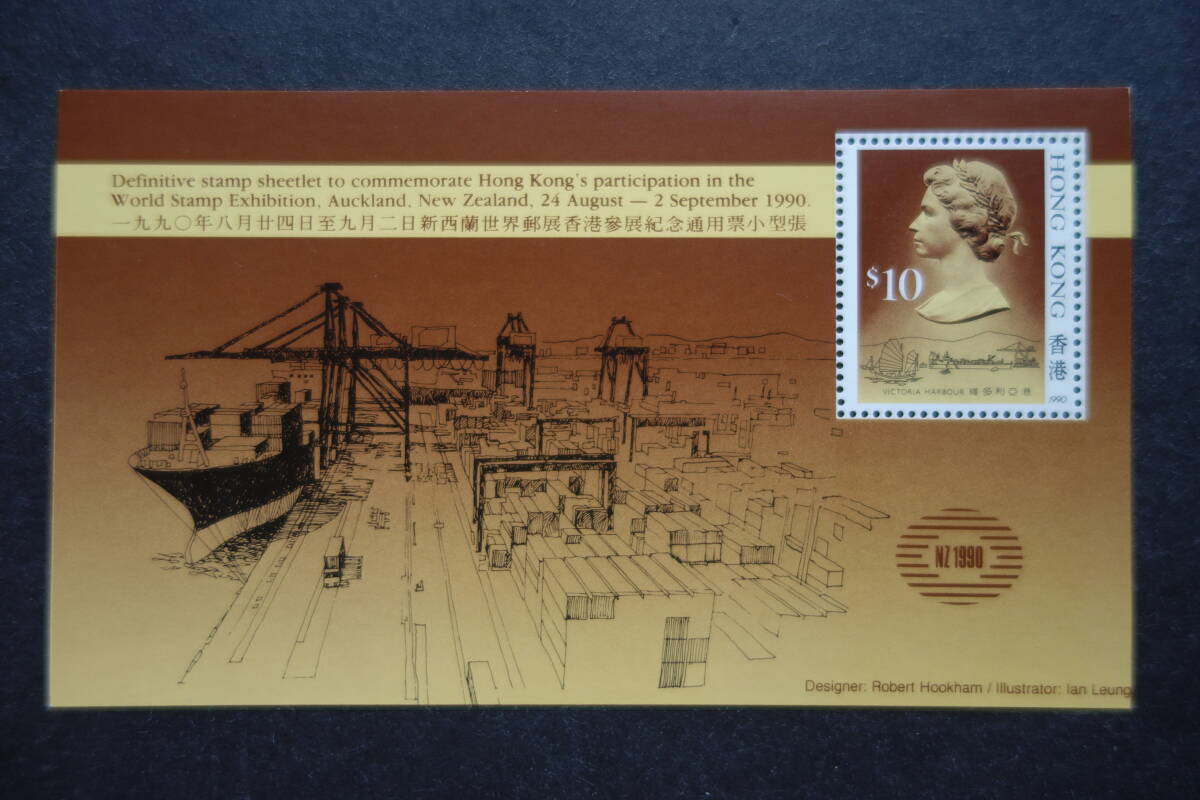 Definitive stamp sheetlet to commemorate Hong Kong's participation in the
World Stamp Exhibition, Auckland, New Zealand, 24 August — 2 September 1990.
一九九〇年八月廿四日至九月二日新西蘭世界郵展香港參展紀念通用票小型張
HONG KONG 香港
$10
VICTORIA HARBOUR 維多利亞港
1990
NZ 1990
Designer: Robert Hookham / Illustrator: Ian Leung